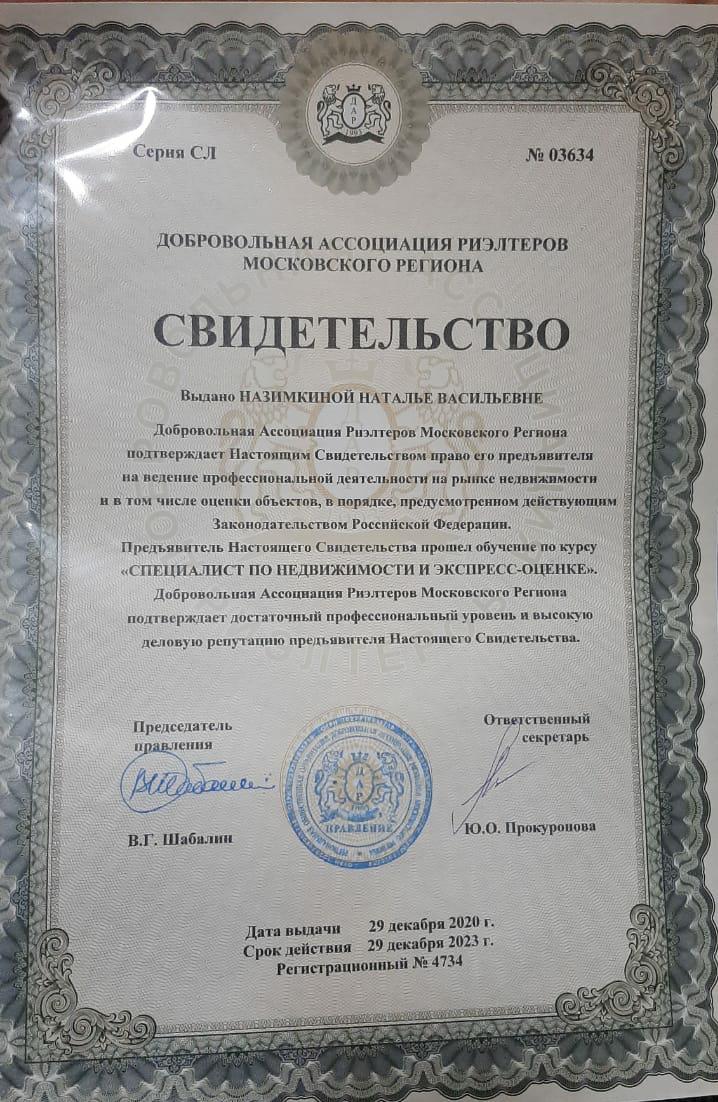 ДАР
1993
Серия СЛ
№ 03634
ДОБРОВОЛЬНАЯ АССОЦИАЦИЯ РИЭЛТЕРОВ
МОСКОВСКОГО РЕГИОНА
СВИДЕТЕЛЬСТВО
Выдано НАЗИМКИНОЙ НАТАЛЬЕ ВАСИЛЬЕВНЕ
Добровольная Ассоциация Риэлтеров Московского Региона
подтверждает Настоящим Свидетельством право его предъявителя
на ведение профессиональной деятельности на рынке недвижимости
и в том числе оценки объектов, в порядке, предусмотренном действующим
Законодательством Российской Федерации.
Предъявитель Настоящего Свидетельства прошел обучение по курсу
«СПЕЦИАЛИСТ ПО НЕДВИЖИМОСТИ И ЭКСПРЕСС-ОЦЕНКЕ».
Добровольная Ассоциация Риэлтеров Московского Региона
подтверждает достаточный профессиональный уровень и высокую
деловую репутацию предъявителя Настоящего Свидетельства.
Председатель
правления
В.Г. Шабалин
ДАР
ПРАВЛЕНИЕ
Ответственный
секретарь
Ю.О. Прокуронова
Дата выдачи 29 декабря 2020 г.
Срок действия 29 декабря 2023 г.
Регистрационный № 4734